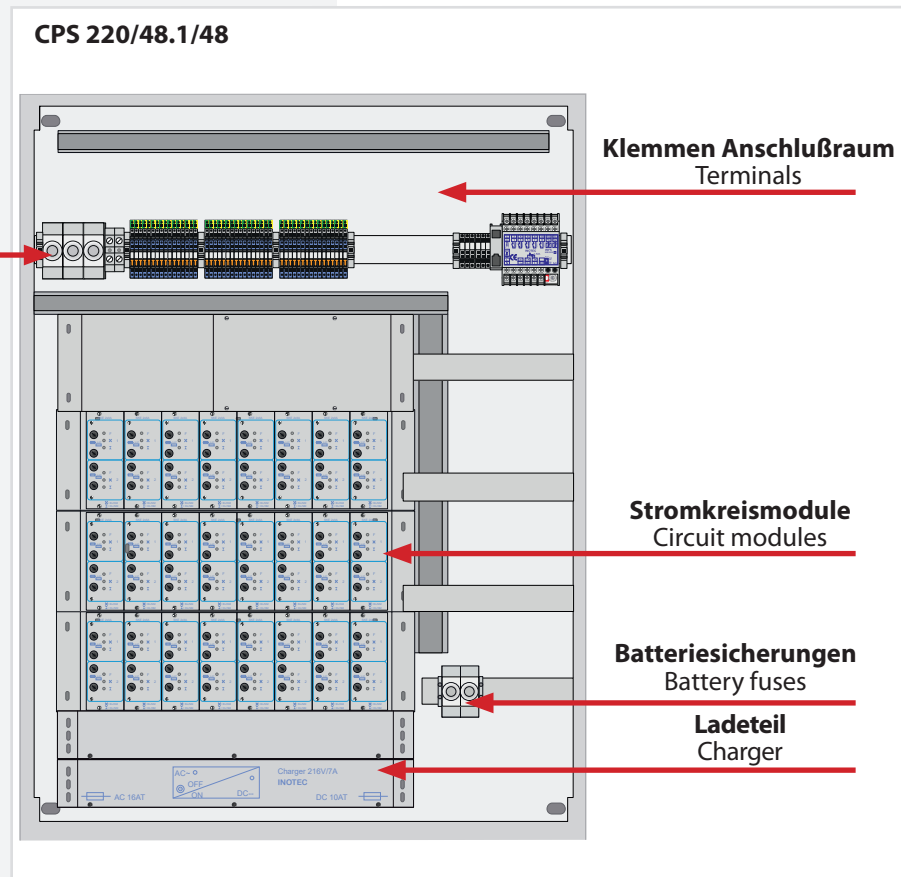 CPS 220/48.1/48
Klemmen Anschlußraum
Terminals
Stromkreismodule
Circuit modules
Batteriesicherungen
Battery fuses
Ladeteil
Charger
AC~
OFF
ON
DC–
Charger 216V/7A
INOTEC
AC 16AT
DC 10AT